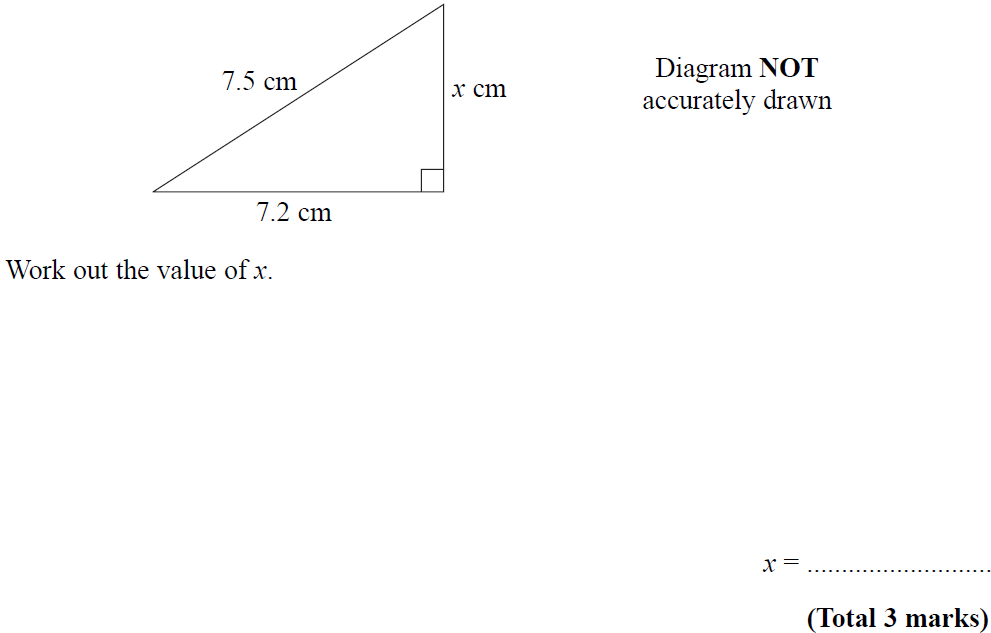 7.5 cm
x cm
Diagram NOT
accurately drawn
7.2 cm
Work out the value of x.
x = ...........................
(Total 3 marks)